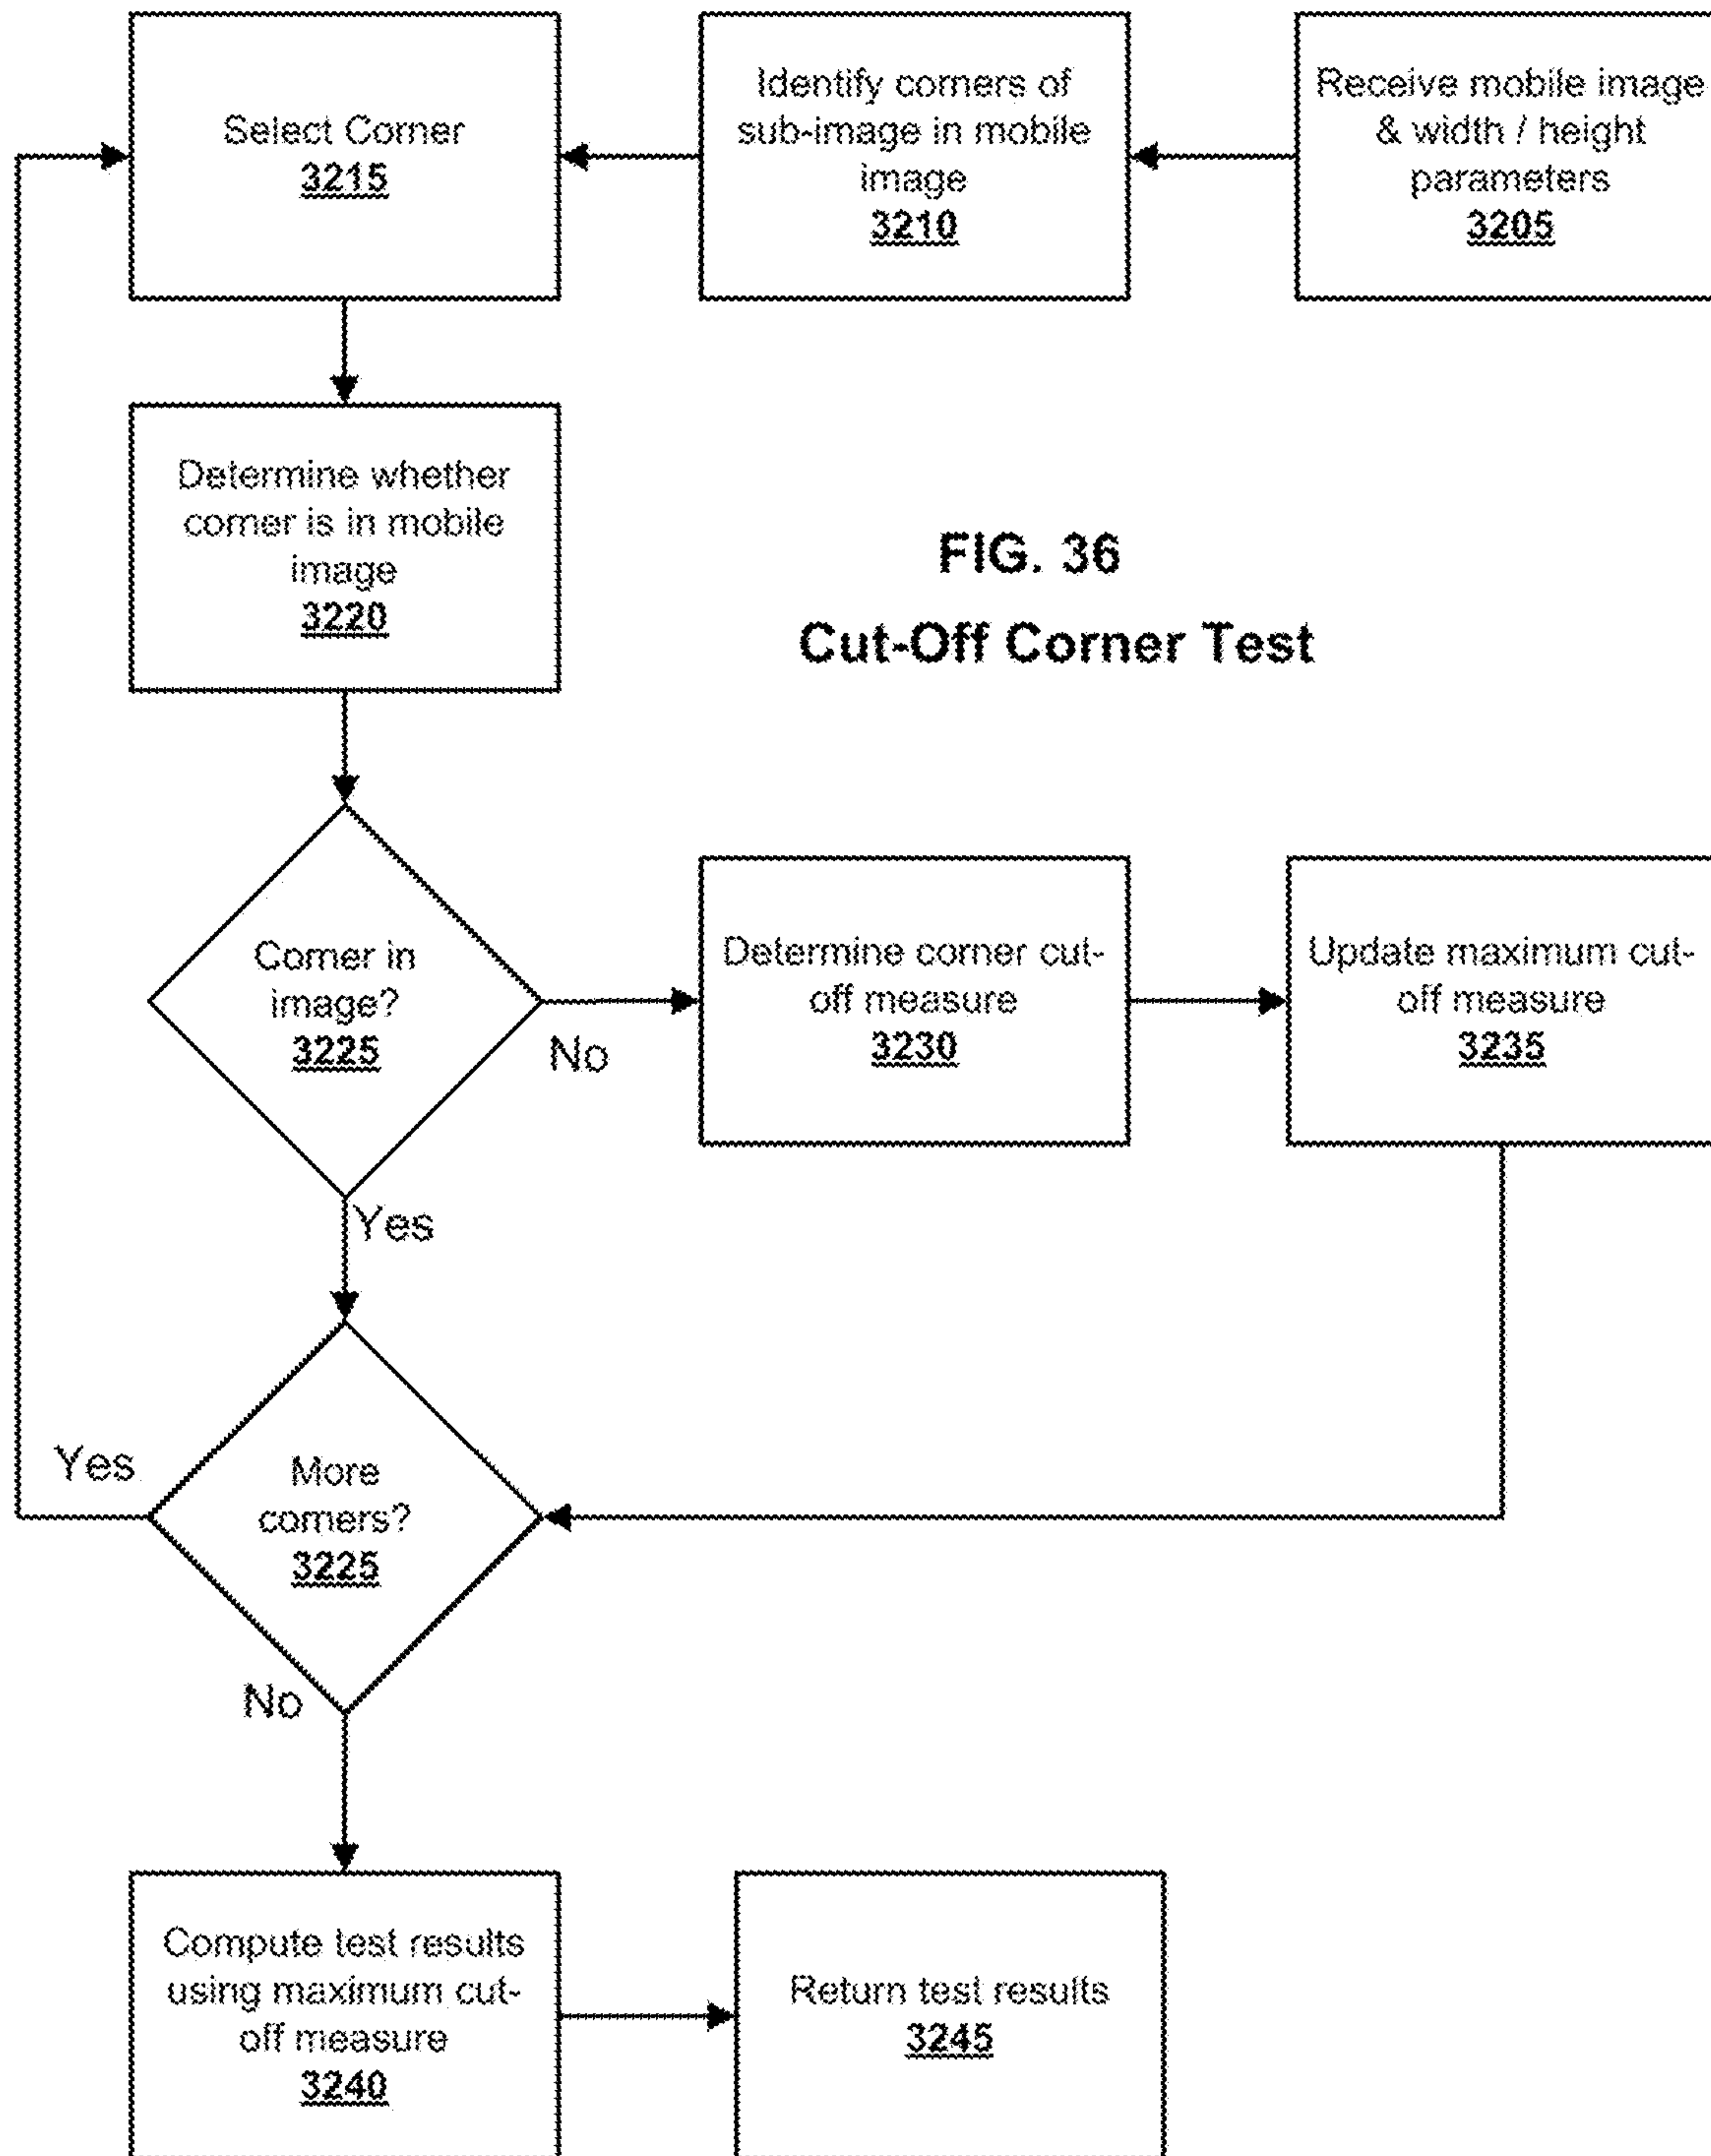 Receive mobile image
& width / height
parameters
3205
Identify corners of
sub-image in mobile
image
3210
Select Corner
3215
Determine whether
corner is in mobile
image
3220
FIG. 36
Cut-Off Corner Test
Corner in
image?
3225
No
Yes
Determine corner cut-
off measure
3230
Update maximum cut-
off measure
3235
More
corners?
3225
Yes
No
Compute test results
using maximum cut-
off measure
3240
Return test results
3245